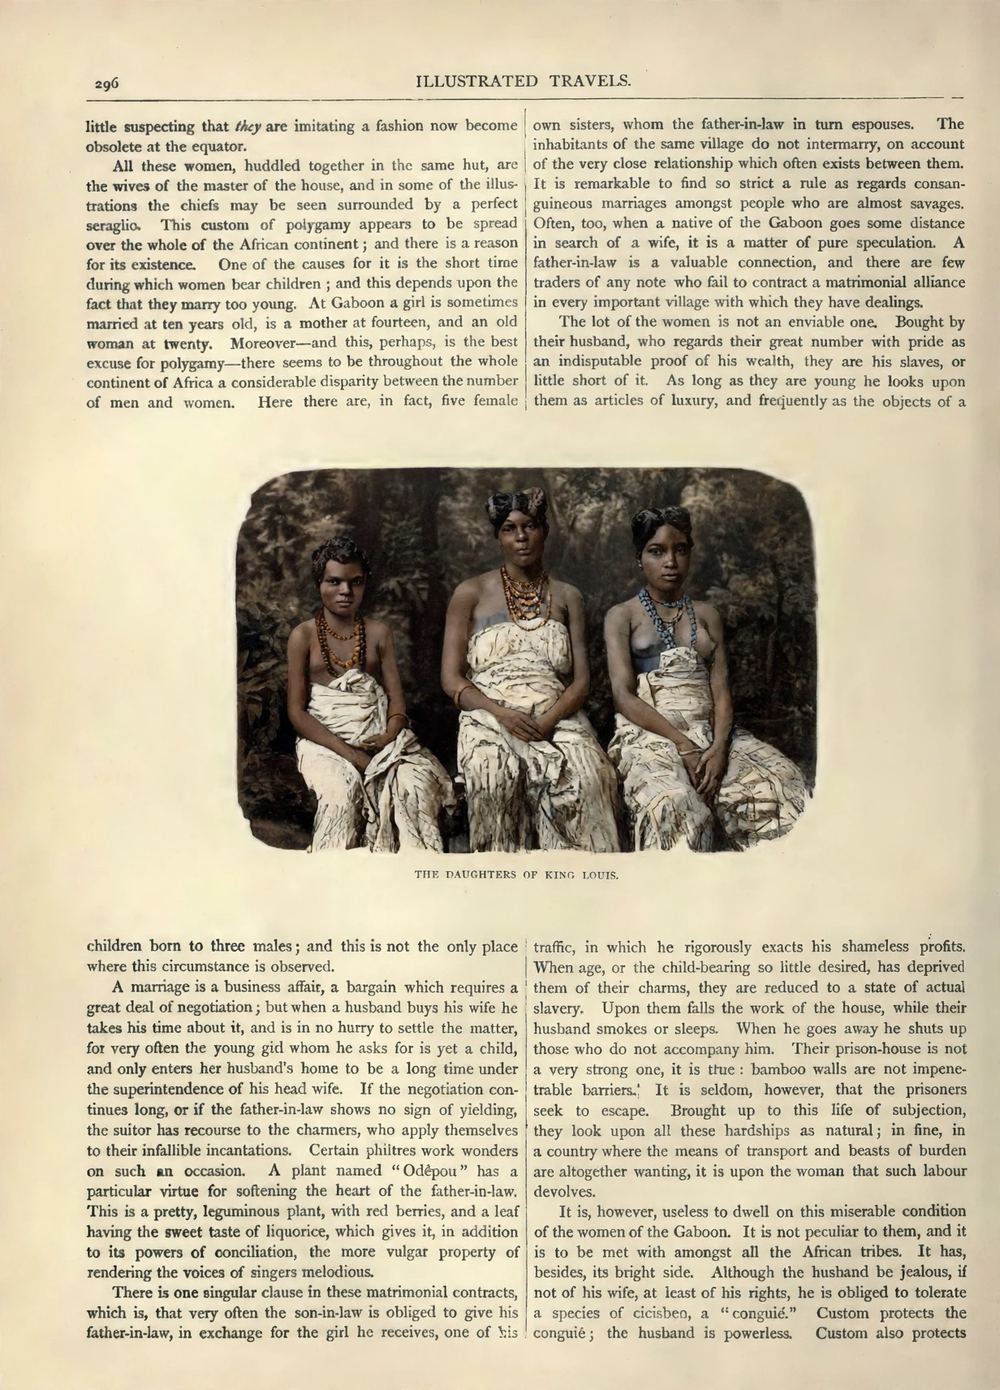 296
ILLUSTRATED TRAVELS.
little suspecting that they are imitating a fashion now become
obsolete at the equator.
All these women, huddled together in the same hut, are
the wives of the master of the house, and in some of the illus-
trations the chiefs may be seen surrounded by a perfect
seraglio. This custom of polygamy appears to be spread
over the whole of the African continent; and there is a reason
for its existence. One of the causes for it is the short time
during which women bear children; and this depends upon the
fact that they marry too young. At Gaboon a girl is sometimes
married at ten years old, is a mother at fourteen, and an old
woman at twenty. Moreover—and this, perhaps, is the best
excuse for polygamy—there seems to be throughout the whole
continent of Africa a considerable disparity between the number
of men and women. Here there are, in fact, five female
own sisters, whom the father-in-law in turn espouses. The
inhabitants of the same village do not intermarry, on account
of the very close relationship which often exists between them.
It is remarkable to find so strict a rule as regards consan-
guineous marriages amongst people who are almost savages.
Often, too, when a native of the Gaboon goes some distance
in search of a wife, it is a matter of pure speculation. A
father-in-law is a valuable connection, and there are few
traders of any note who fail to contract a matrimonial alliance
in every important village with which they have dealings.
The lot of the women is not an enviable one. Bought by
their husband, who regards their great number with pride as
an indisputable proof of his wealth, they are his slaves, or
little short of it. As long as they are young he looks upon
them as articles of luxury, and frequently as the objects of a
THE DAUGHTERS OF KING LOUIS.
children born to three males; and this is not the only place
where this circumstance is observed.
A marriage is a business affair, a bargain which requires a
great deal of negotiation; but when a husband buys his wife he
takes his time about it, and is in no hurry to settle the matter,
for very often the young girl whom he asks for is yet a child,
and only enters her husband's home to be a long time under
the superintendence of his head wife. If the negotiation con-
tinues long, or if the father-in-law shows no sign of yielding,
the suitor has recourse to the charmers, who apply themselves
to their infallible incantations. Certain philtres work wonders
on such an occasion. A plant named "Odêpou" has a
particular virtue for softening the heart of the father-in-law.
This is a pretty, leguminous plant, with red berries, and a leaf
having the sweet taste of liquorice, which gives it, in addition
to its powers of conciliation, the more vulgar property of
rendering the voices of singers melodious.
There is one singular clause in these matrimonial contracts,
which is, that very often the son-in-law is obliged to give his
father-in-law, in exchange for the girl he receives, one of his
traffic, in which he rigorously exacts his shameless profits.
When age, or the child-bearing so little desired, has deprived
them of their charms, they are reduced to a state of actual
slavery. Upon them falls the work of the house, while their
husband smokes or sleeps. When he goes away he shuts up
those who do not accompany him. Their prison-house is not
a very strong one, it is true: bamboo walls are not impene-
trable barriers. It is seldom, however, that the prisoners
seek to escape. Brought up to this life of subjection,
they look upon all these hardships as natural; in fine, in
a country where the means of transport and beasts of burden
are altogether wanting, it is upon the woman that such labour
devolves.
It is, however, useless to dwell on this miserable condition
of the women of the Gaboon. It is not peculiar to them, and it
is to be met with amongst all the African tribes. It has,
besides, its bright side. Although the husband be jealous, if
not of his wife, at least of his rights, he is obliged to tolerate
a species of cicisbeo, a "conguié." Custom protects the
conguié; the husband is powerless. Custom also protects